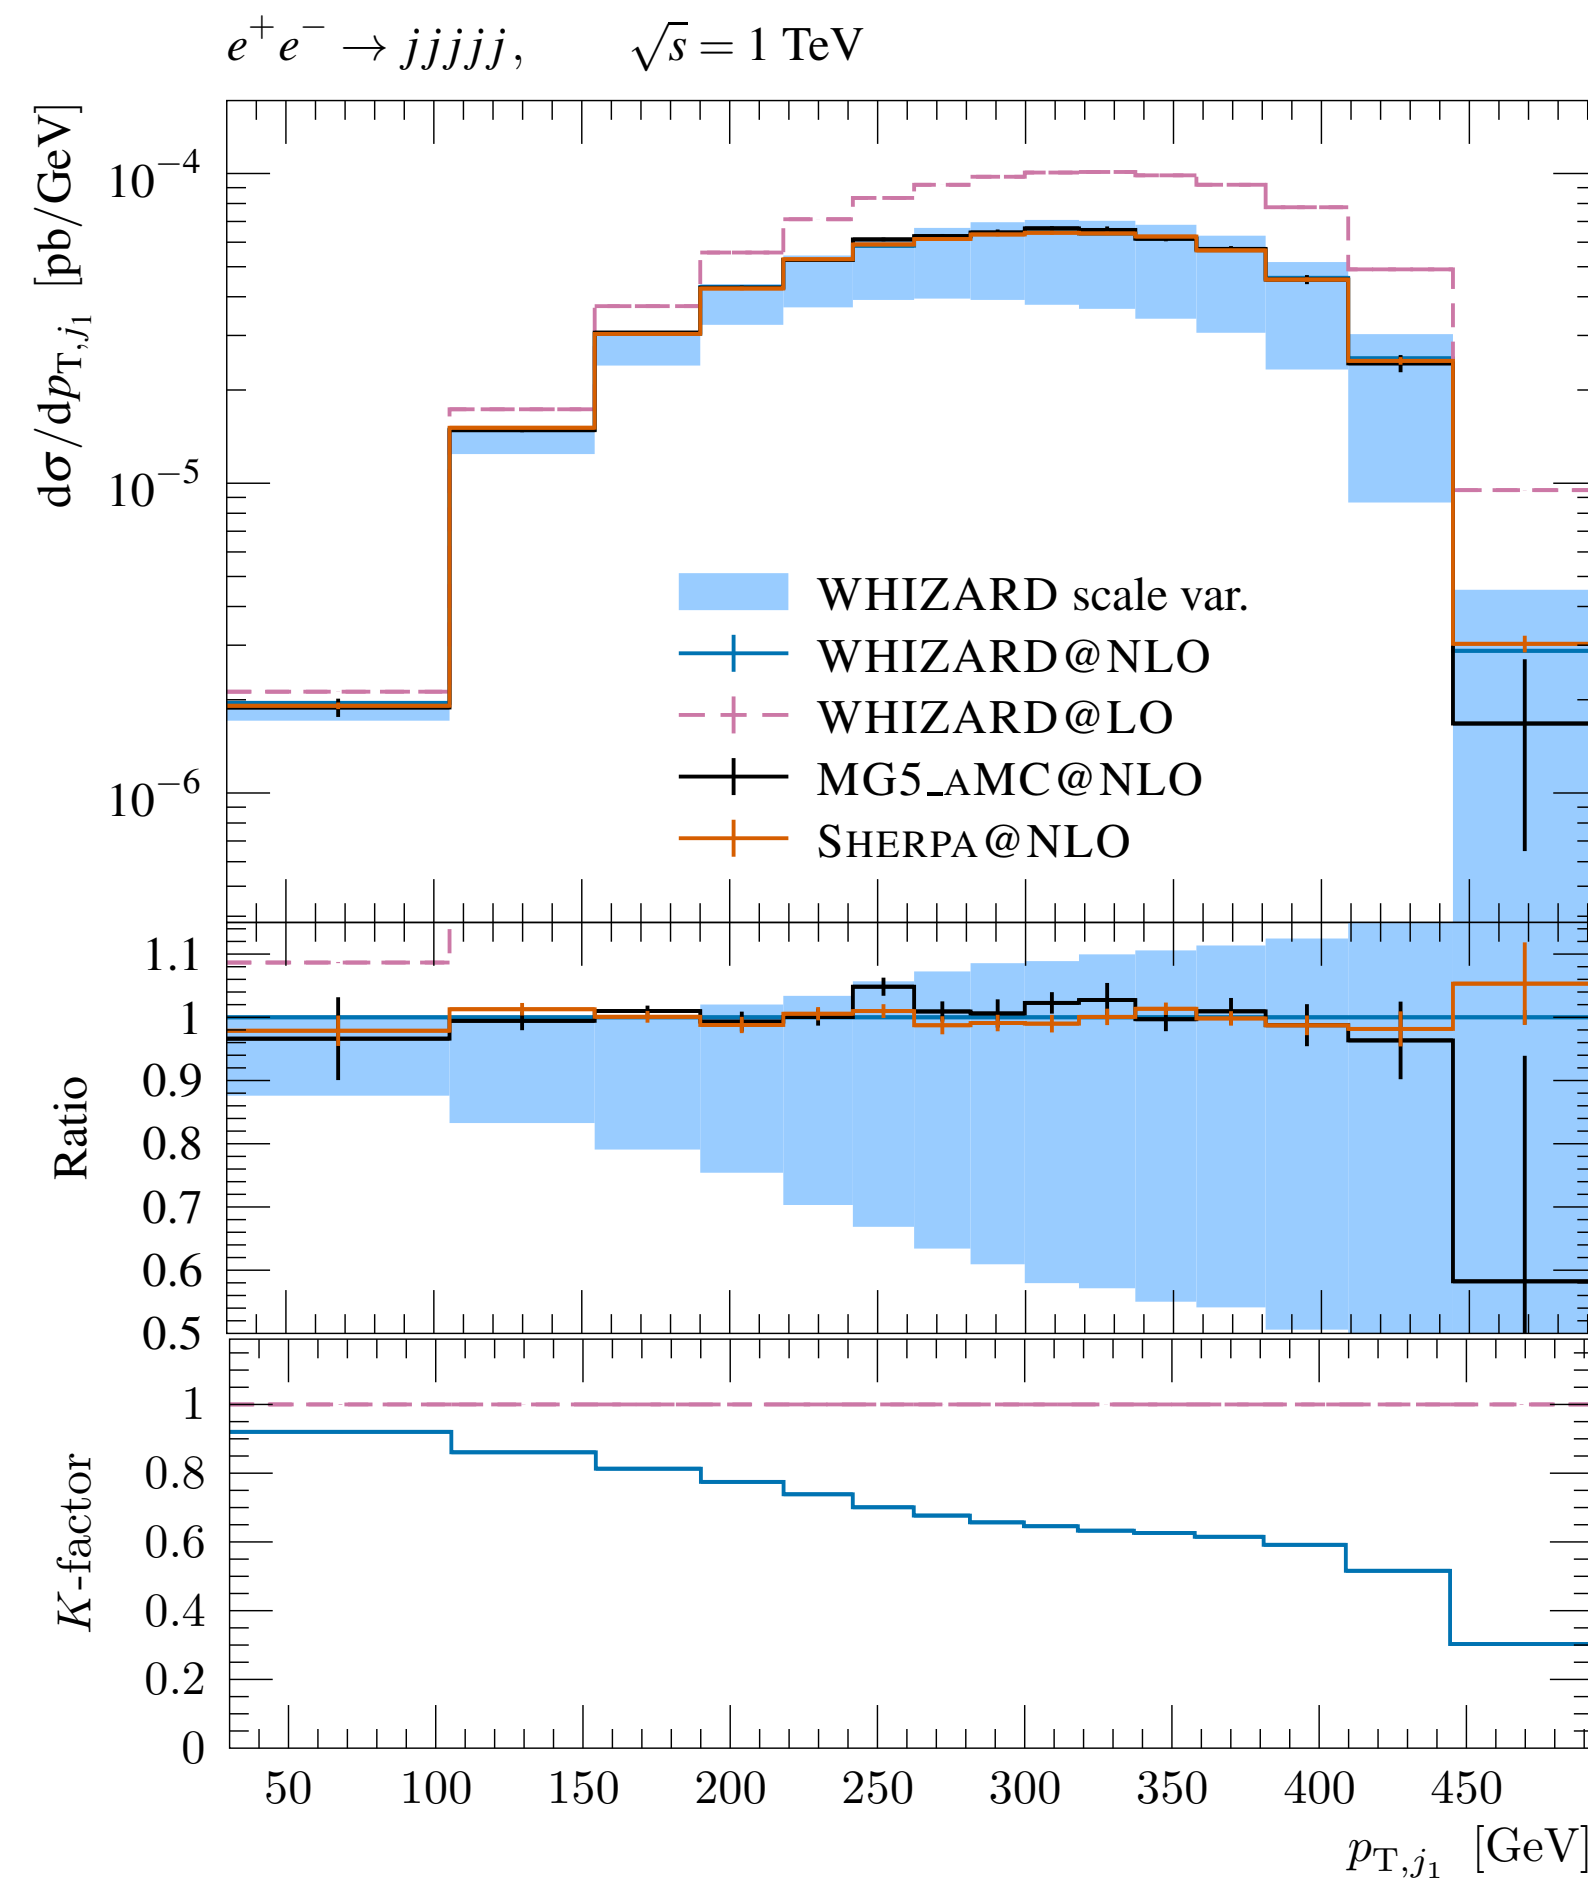 e⁺e⁻ → jjjjj, √s = 1 TeV
dσ/dp_{T,j₁} [pb/GeV]
10⁻⁴
10⁻⁵
10⁻⁶
WHIZARD scale var.
WHIZARD@NLO
WHIZARD@LO
MG5_AMC@NLO
SHERPA@NLO
Ratio
1.1
1
0.9
0.8
0.7
0.6
0.5
K-factor
1
0.8
0.6
0.4
0.2
0
50 100 150 200 250 300 350 400 450
p_{T,j₁} [GeV]